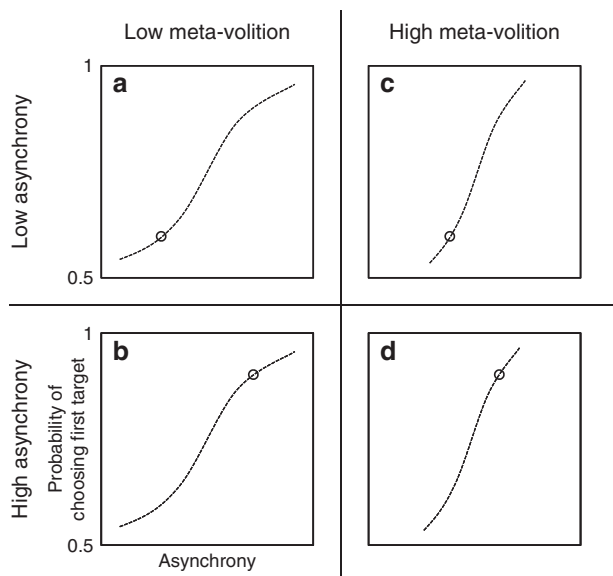 Low meta-volition
High meta-volition
Low asynchrony
1
a
0.5
c
High asynchrony
Probability of
choosing first target
1
b
0.5
Asynchrony
d